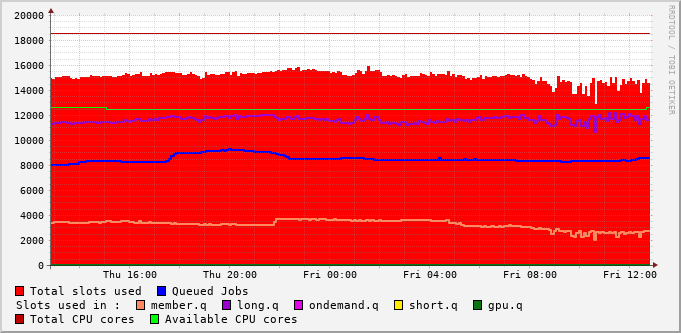 20000
18000
16000
14000
12000
10000
8000
6000
4000
2000
0
Thu 16:00 Thu 20:00 Fri 00:00 Fri 04:00 Fri 08:00 Fri 12:00
RRDTOOL / TOBI OETIKER
Total slots used Queued Jobs
Slots used in : member.q long.q ondemand.q short.q gpu.q
Total CPU cores Available CPU cores